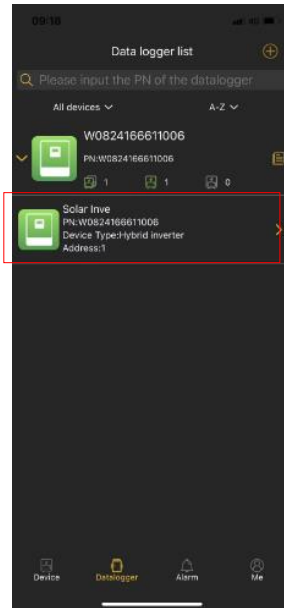 09:18
4G
Data logger list
Please input the PN of the datalogger
All devices
A-Z
W0824166611006
PN:W0824166611006
1
1
0
Solar Inve
PN:W0824166611006
Device Type:Hybrid inverter
Address:1
Device
Datalogger
Alarm
Me